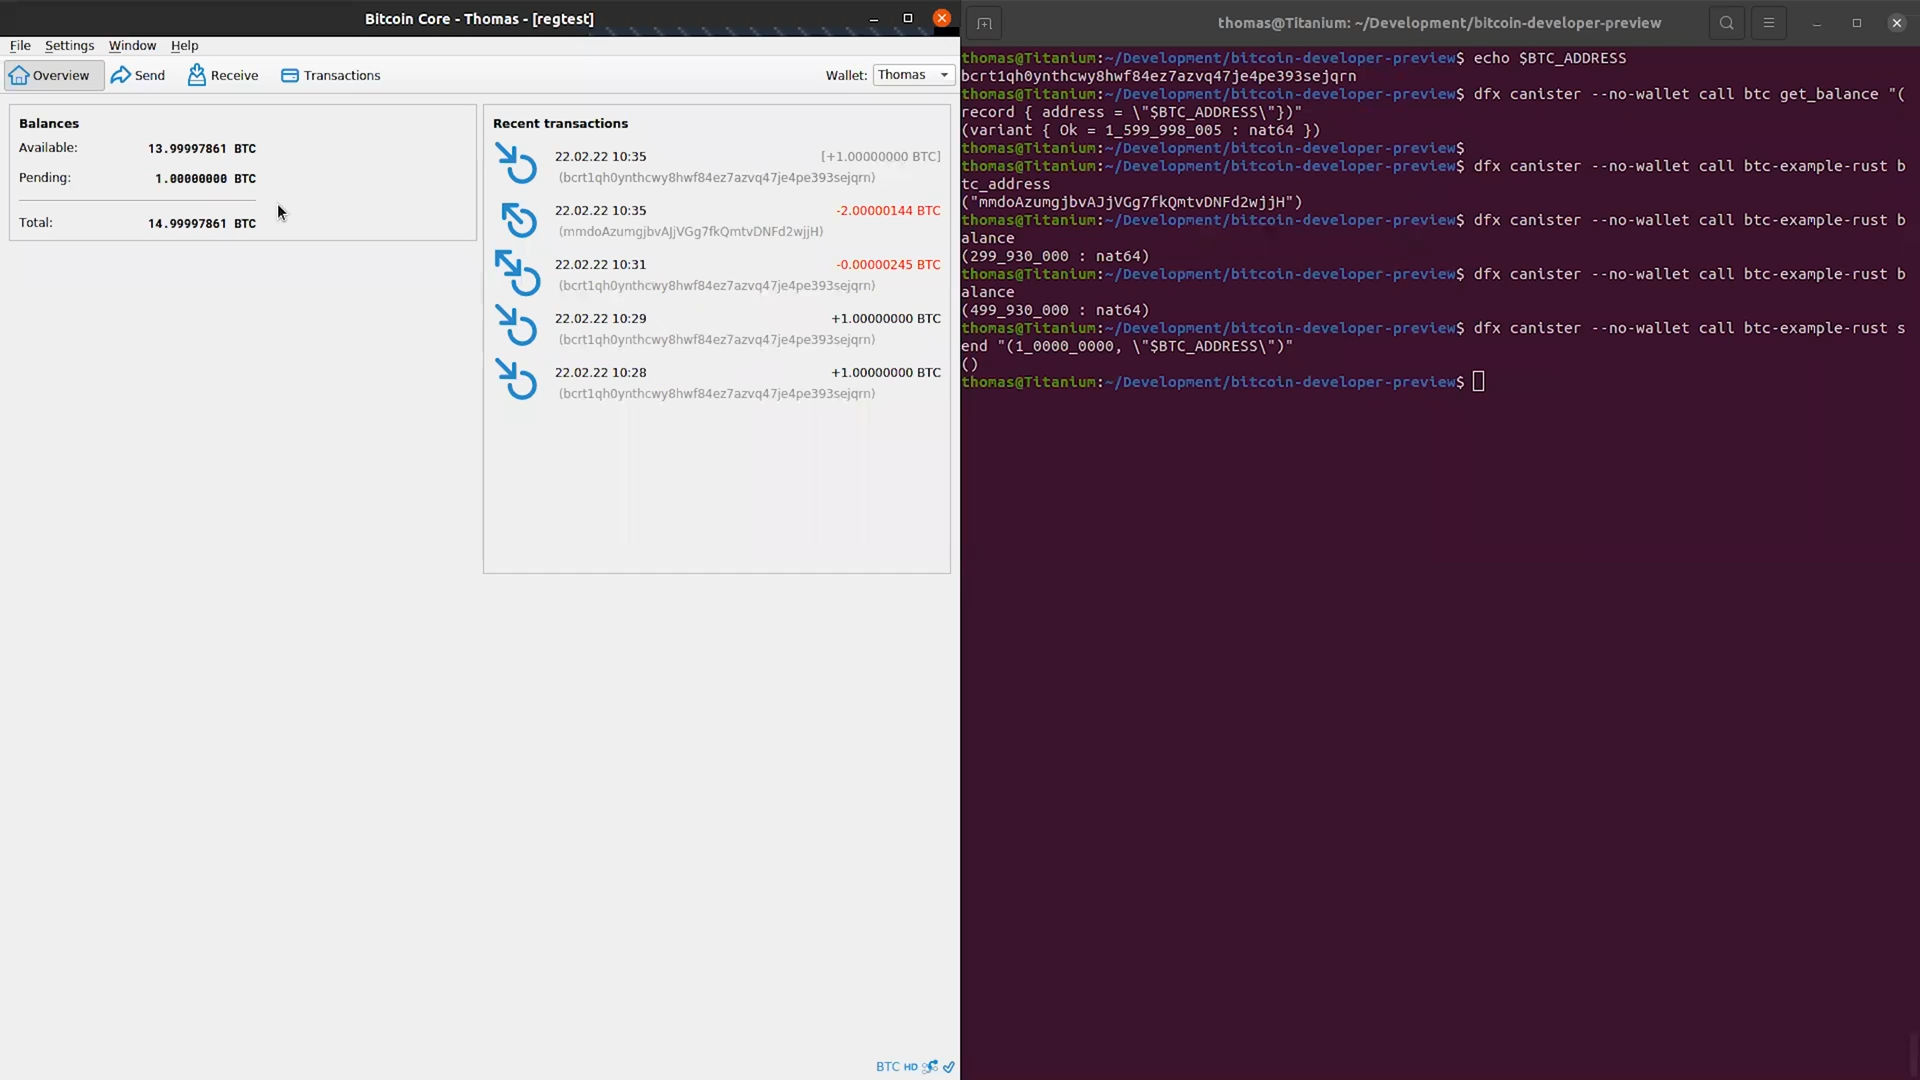 Bitcoin Core - Thomas - [regtest]
File Settings Window Help
Overview Send Receive Transactions Wallet: Thomas
Balances
Available: 13.99997861 BTC
Pending: 1.00000000 BTC
Total: 14.99997861 BTC
Recent transactions
22.02.22 10:35 [+1.00000000 BTC]
(bcrt1qh0ynthcwy8hwf84ez7azvq47je4pe393sejqrn)
22.02.22 10:35 -2.00000144 BTC
(mmdoAzumgjbvAJjVGg7fkQmtvDNFd2wjjH)
22.02.22 10:31 -0.00000245 BTC
(bcrt1qh0ynthcwy8hwf84ez7azvq47je4pe393sejqrn)
22.02.22 10:29 +1.00000000 BTC
(bcrt1qh0ynthcwy8hwf84ez7azvq47je4pe393sejqrn)
22.02.22 10:28 +1.00000000 BTC
(bcrt1qh0ynthcwy8hwf84ez7azvq47je4pe393sejqrn)
BTC HD
thomas@Titanium: ~/Development/bitcoin-developer-preview
thomas@Titanium:~/Development/bitcoin-developer-preview$ echo $BTC_ADDRESS
bcrt1qh0ynthcwy8hwf84ez7azvq47je4pe393sejqrn
thomas@Titanium:~/Development/bitcoin-developer-preview$ dfx canister --no-wallet call btc get_balance "(
record { address = \"$BTC_ADDRESS\"})"
(variant { Ok = 1_599_998_005 : nat64 })
thomas@Titanium:~/Development/bitcoin-developer-preview$
thomas@Titanium:~/Development/bitcoin-developer-preview$ dfx canister --no-wallet call btc-example-rust b
tc_address
("mmdoAzumgjbvAJjVGg7fkQmtvDNFd2wjjH")
thomas@Titanium:~/Development/bitcoin-developer-preview$ dfx canister --no-wallet call btc-example-rust b
alance
(299_930_000 : nat64)
thomas@Titanium:~/Development/bitcoin-developer-preview$ dfx canister --no-wallet call btc-example-rust b
alance
(499_930_000 : nat64)
thomas@Titanium:~/Development/bitcoin-developer-preview$ dfx canister --no-wallet call btc-example-rust s
end "(1_0000_0000, \"$BTC_ADDRESS\")"
()
thomas@Titanium:~/Development/bitcoin-developer-preview$